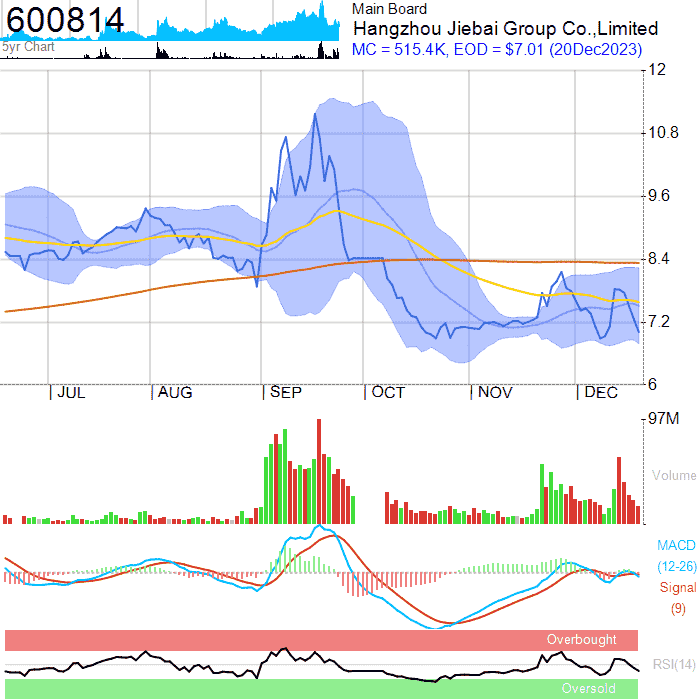 600814
5yr Chart
Main Board
Hangzhou Jiebai Group Co.,Limited
MC = 515.4K, EOD = $7.01 (20Dec2023)
12
10.8
9.6
8.4
7.2
6
JUL AUG SEP OCT NOV DEC
97M
Volume
MACD
(12-26)
Signal
(9)
Overbought
RSI(14)
Oversold